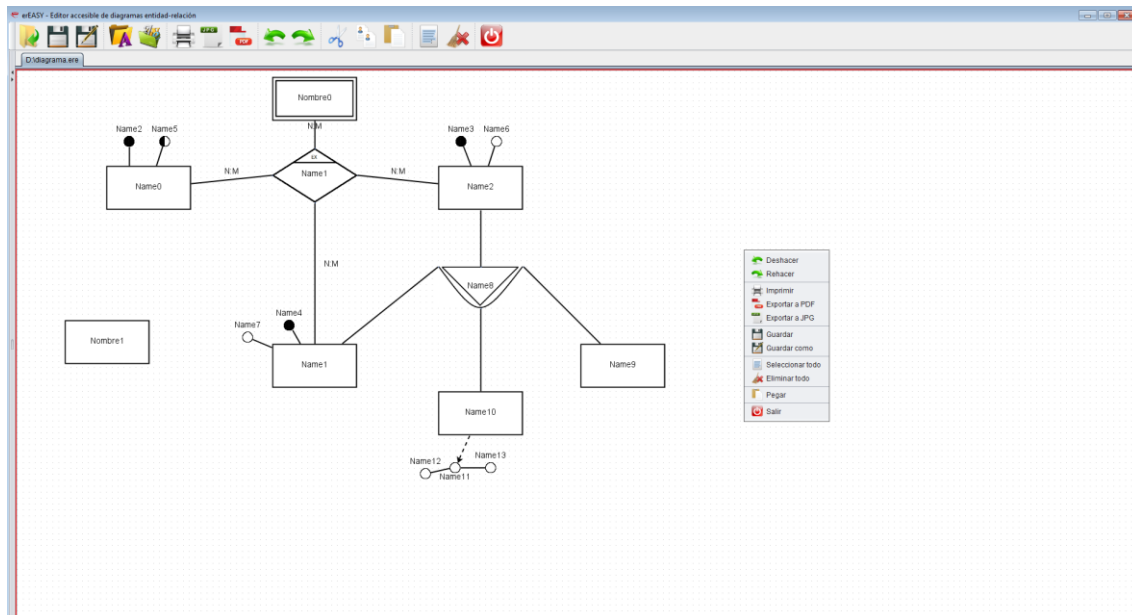 erEASY - Editor accesible de diagramas entidad-relación
JPG
PDF
D:\diagrama.ere
Nombre0
N:M
Name2 Name5
Name3 Name6
EX
Name0
N:M
Name1
N:M
Name2
N:M
Name8
Name7
Name4
Nombre1
Name1
Name9
Name10
Name12
Name13
Name11
Deshacer
Rehacer
Imprimir
Exportar a PDF
Exportar a JPG
Guardar
Guardar como
Seleccionar todo
Eliminar todo
Pegar
Salir